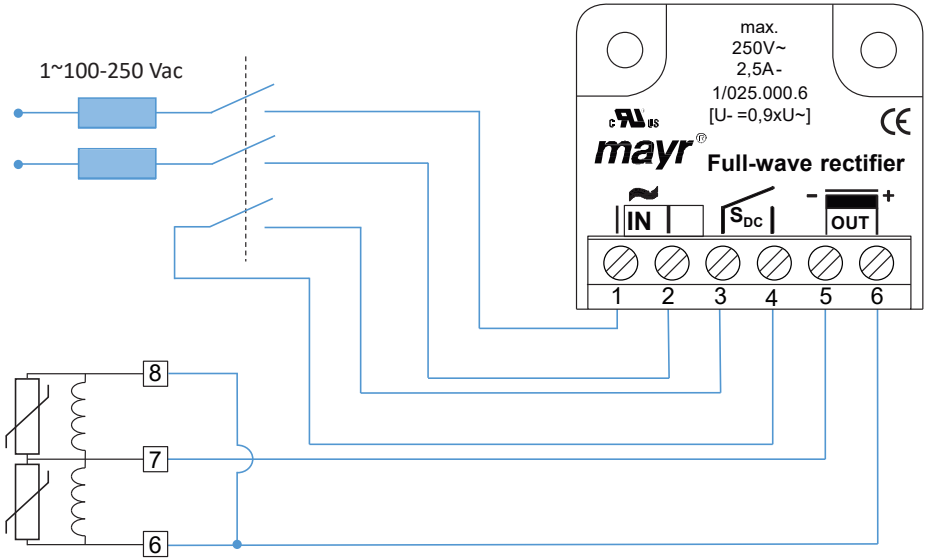 1~100-250 Vac
max.
250V~
2,5A-
1/025.000.6
[U- =0,9xU~]
c RU us
CE
mayr®
Full-wave rectifier
~
- +
IN
SDC
OUT
1 2 3 4 5 6
8
7
6